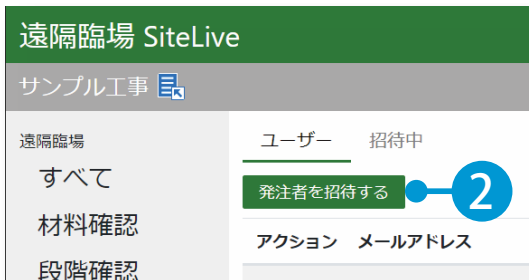 遠隔臨場 SiteLive
サンプル工事
遠隔臨場
すべて
材料確認
段階確認
ユーザー 招待中
発注者を招待する 2
アクション メールアドレス